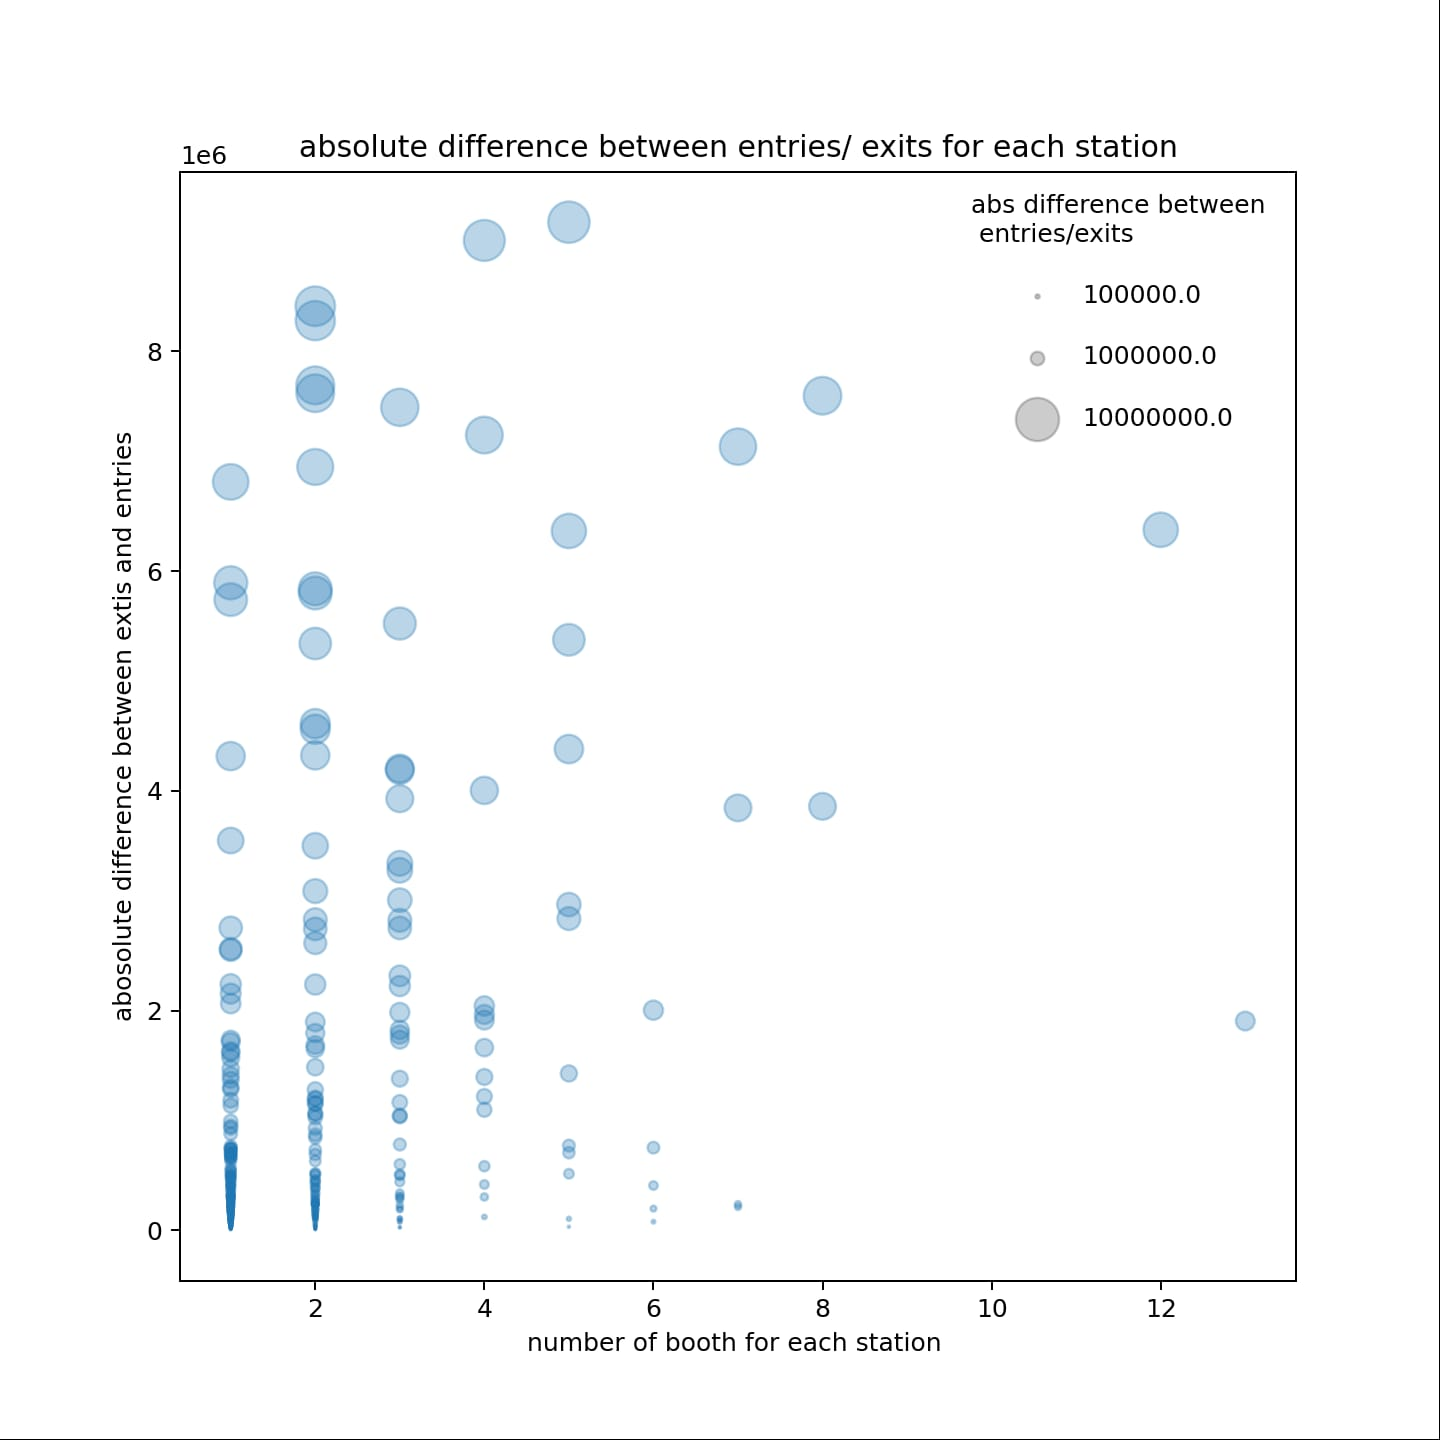 absolute difference between entries/ exits for each station
1e6
abs difference between
entries/exits
100000.0
1000000.0
10000000.0
8
6
4
2
0
abosolute difference between extis and entries
2 4 6 8 10 12
number of booth for each station